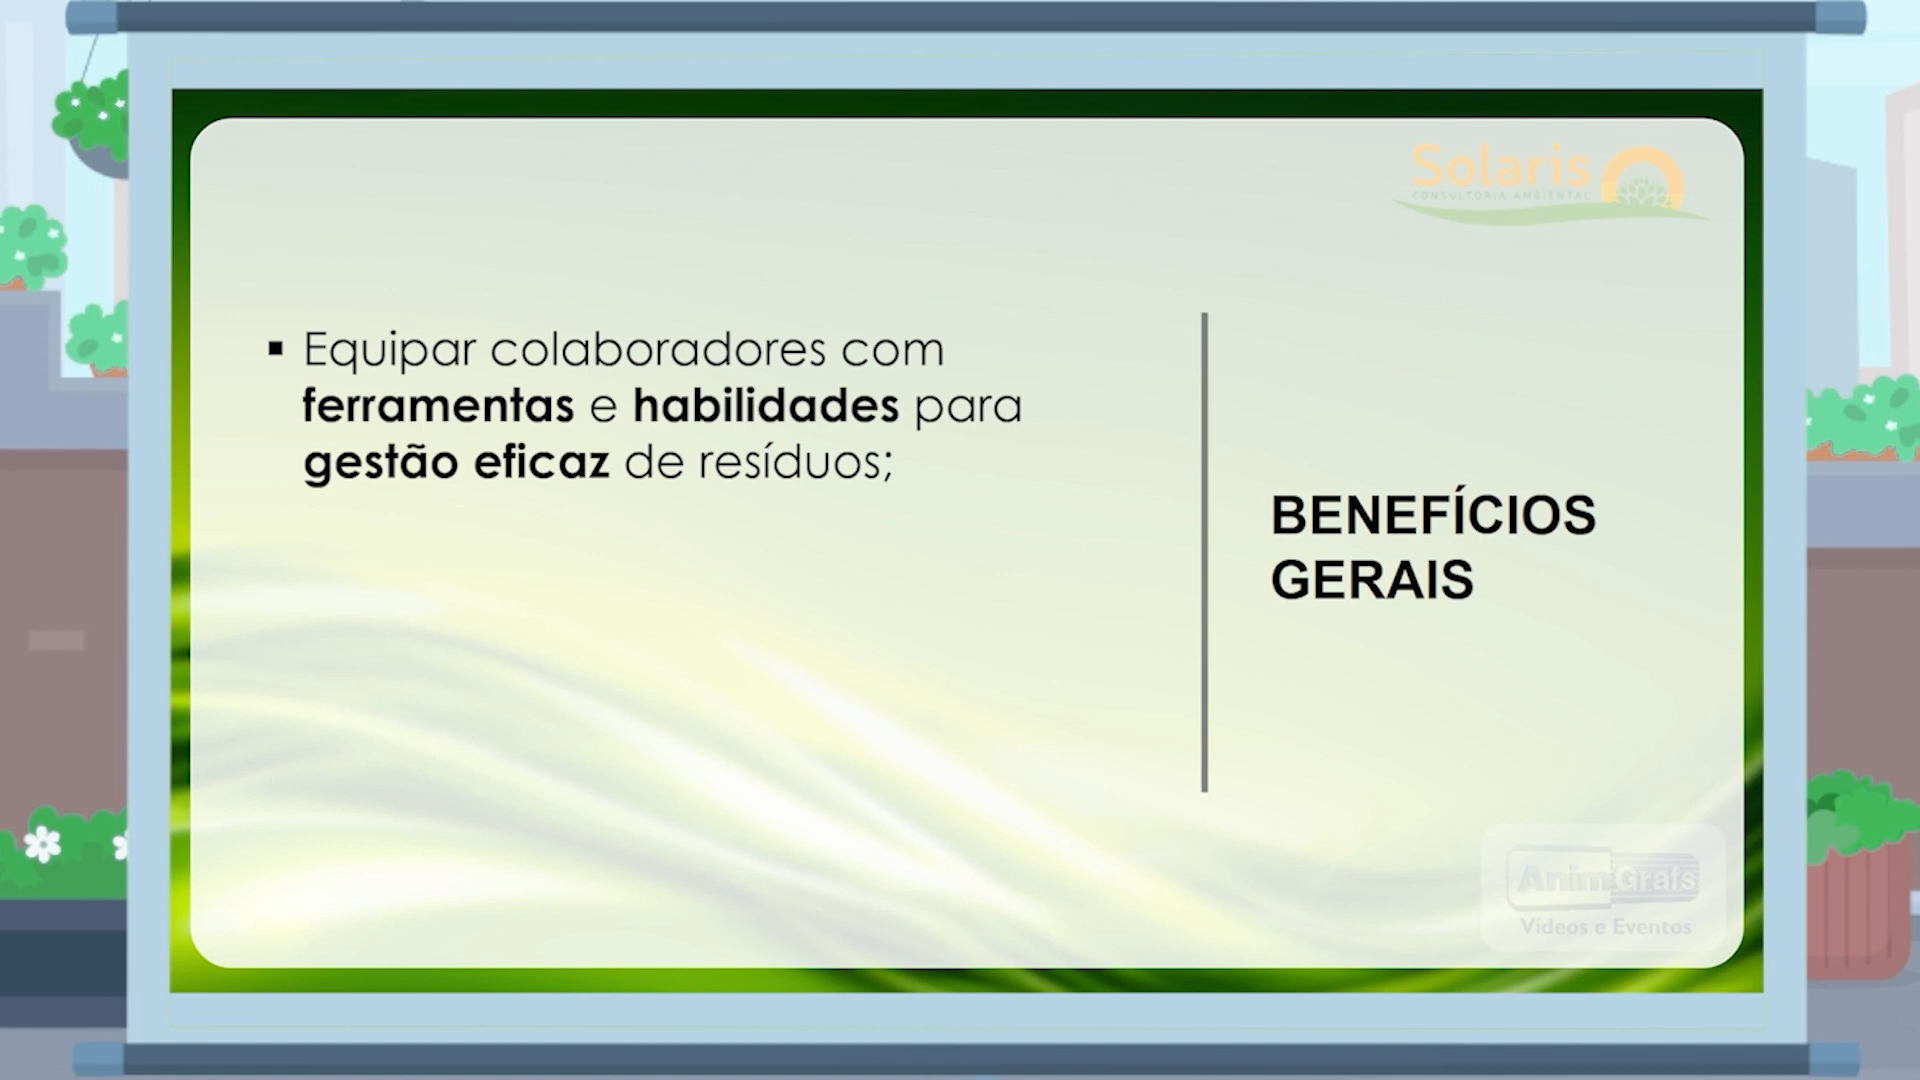 Solaris
CONSULTORIA AMBIENTAL
▪ Equipar colaboradores com
ferramentas e habilidades para
gestão eficaz de resíduos;
BENEFÍCIOS
GERAIS
AnimGrafs
Vídeos e Eventos